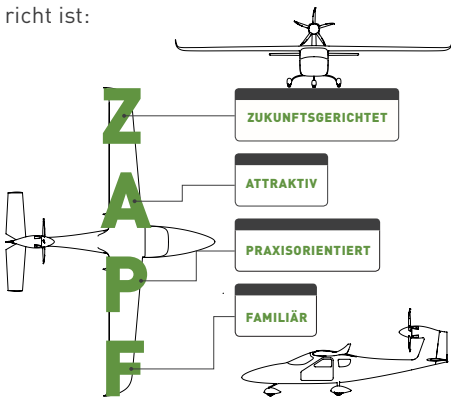 richt ist:
Z
ZUKUNFTSGERICHTET
A
ATTRAKTIV
P
PRAXISORIENTIERT
F
FAMILIÄR